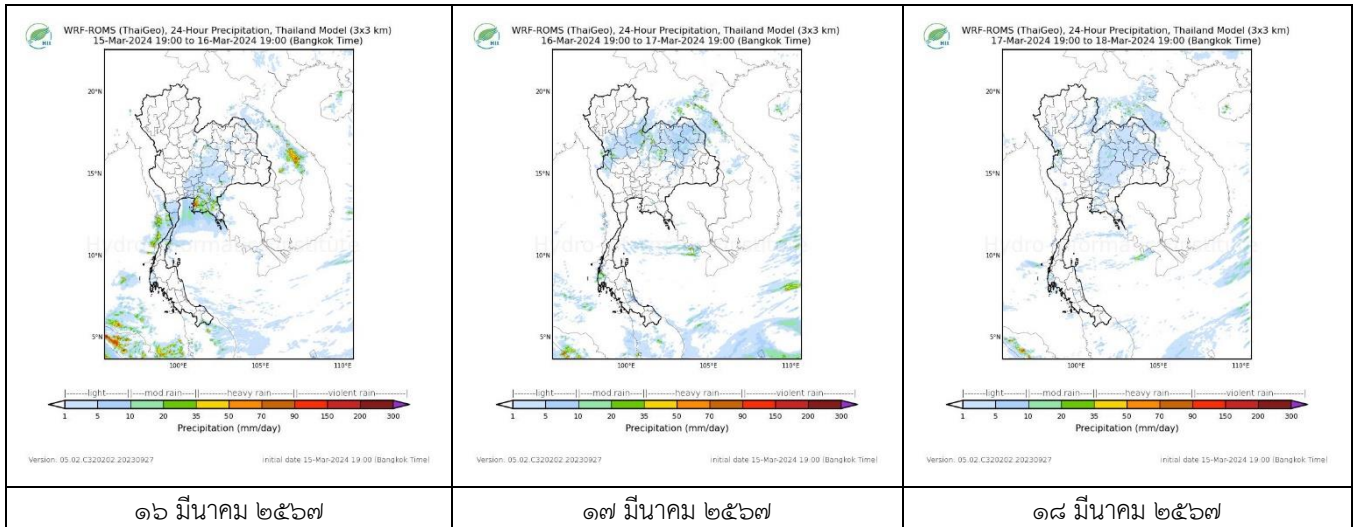 WRF-ROMS (ThaiGeo), 24-Hour Precipitation, Thailand Model (3x3 km)
15-Mar-2024 19:00 to 16-Mar-2024 19:00 (Bangkok Time)
20°N
15°N
10°N
5°N
100°E 105°E 110°E
light mod rain heavy rain violent rain
1 5 10 20 35 50 70 90 150 200 300
Precipitation (mm/day)
Version: 05.02.C320202.20230927 initial date 15-Mar-2024 19:00 (Bangkok Time)
๑๖ มีนาคม ๒๕๖๗
WRF-ROMS (ThaiGeo), 24-Hour Precipitation, Thailand Model (3x3 km)
16-Mar-2024 19:00 to 17-Mar-2024 19:00 (Bangkok Time)
20°N
15°N
10°N
5°N
100°E 105°E 110°E
light mod rain heavy rain violent rain
1 5 10 20 35 50 70 90 150 200 300
Precipitation (mm/day)
Version: 05.02.C320202.20230927 initial date 15-Mar-2024 19:00 (Bangkok Time)
๑๗ มีนาคม ๒๕๖๗
WRF-ROMS (ThaiGeo), 24-Hour Precipitation, Thailand Model (3x3 km)
17-Mar-2024 19:00 to 18-Mar-2024 19:00 (Bangkok Time)
20°N
15°N
10°N
5°N
100°E 105°E 110°E
light mod rain heavy rain violent rain
1 5 10 20 35 50 70 90 150 200 300
Precipitation (mm/day)
Version: 05.02.C320202.20230927 initial date 15-Mar-2024 19:00 (Bangkok Time)
๑๘ มีนาคม ๒๕๖๗